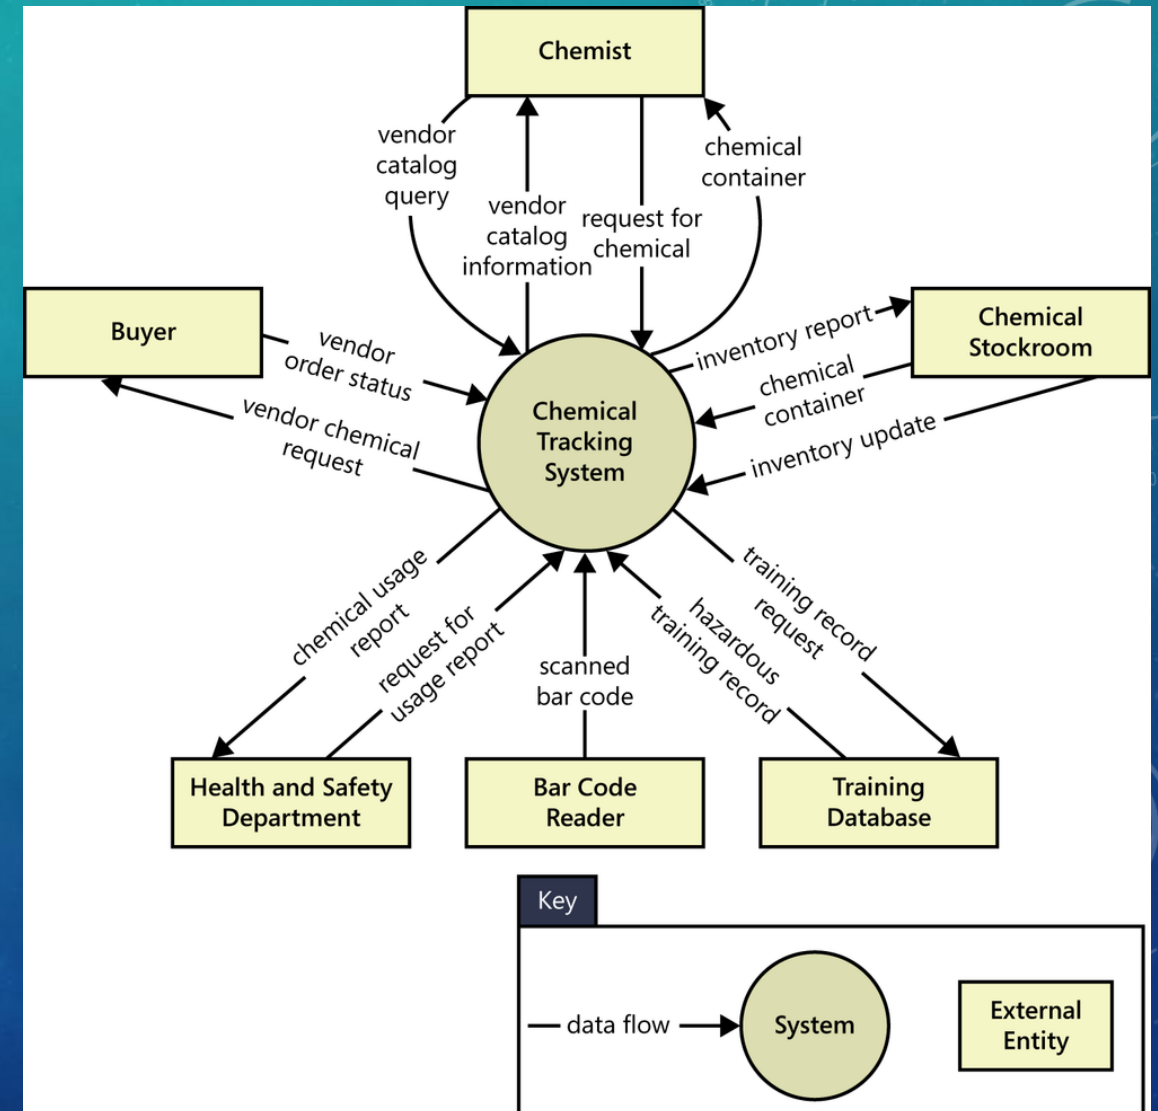 Chemist
vendor
catalog
query
vendor
catalog
information
request for
chemical
chemical
container
Buyer
vendor
order status
vendor chemical
request
Chemical
Tracking
System
inventory report
chemical
container
inventory update
Chemical
Stockroom
chemical usage
report
request for
usage report
scanned
bar code
hazardous
training record
training record
request
Health and Safety
Department
Bar Code
Reader
Training
Database
Key
data flow
System
External
Entity